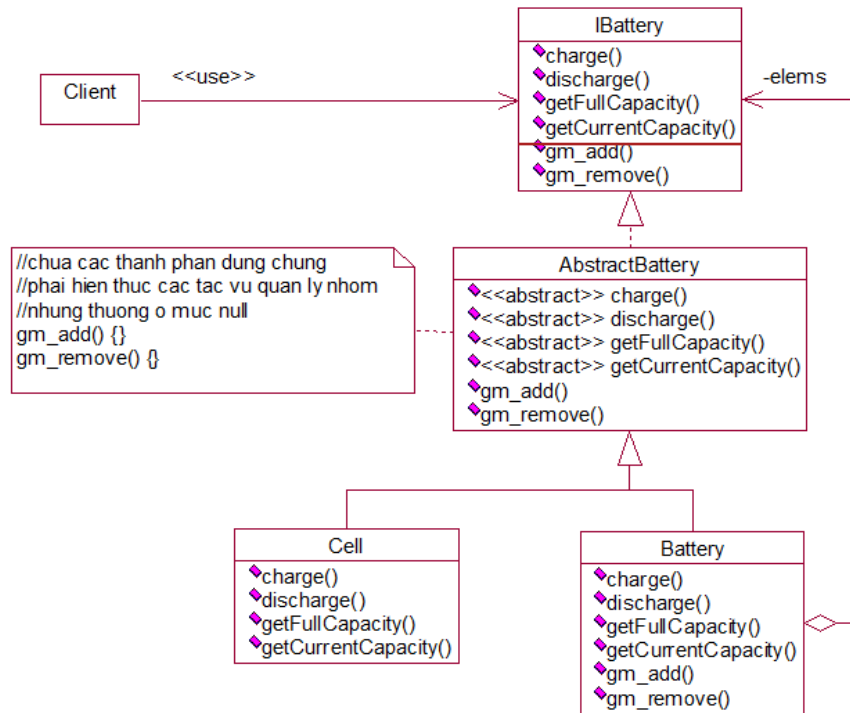 IBattery
charge()
discharge()
getFullCapacity()
getCurrentCapacity()
gm_add()
gm_remove()
Client
<<use>>
-elems
//chua cac thanh phan dung chung
//phai hien thuc cac tac vu quan ly nhom
//nhung thuong o muc null
gm_add() {}
gm_remove() {}
AbstractBattery
<<abstract>> charge()
<<abstract>> discharge()
<<abstract>> getFullCapacity()
<<abstract>> getCurrentCapacity()
gm_add()
gm_remove()
Cell
charge()
discharge()
getFullCapacity()
getCurrentCapacity()
Battery
charge()
discharge()
getFullCapacity()
getCurrentCapacity()
gm_add()
gm_remove()